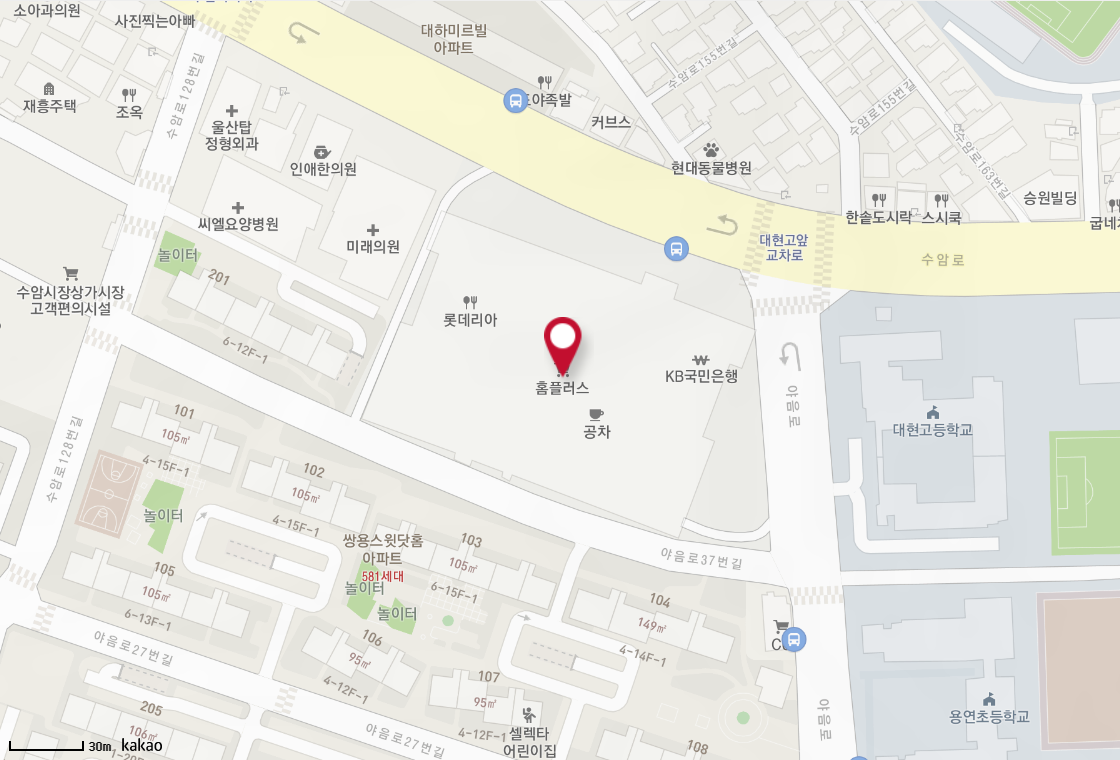 소아과의원
사진찍는아빠
대하미르빌
아파트
수암로155번길
재흥주택
조옥
수암로128번길
울산탑
정형외과
인애한의원
커브스
수암로155번길
현대동물병원
수암로163번길
승원빌딩
한솥도시락
스시쿡
씨엘요양병원
미래의원
대현고앞
교차로
수암로
놀이터
201
수암시장상가시장
고객편의시설
6-12F-1
롯데리아
홈플러스
KB국민은행
공차
야음로
대현고등학교
101
105㎡
4-15F-1
수암로128번길
102
105㎡
4-15F-1
놀이터
쌍용스윗닷홈
아파트
581세대
103
105㎡
6-15F-1
야음로37번길
105
105㎡
6-13F-1
놀이터
놀이터
104
149㎡
4-14F-1
106
95㎡
4-12F-1
야음로27번길
107
95㎡
4-12F-1
205
106㎡
야음로27번길
셀렉타
어린이집
108
야음로
용연초등학교
30m
kakao